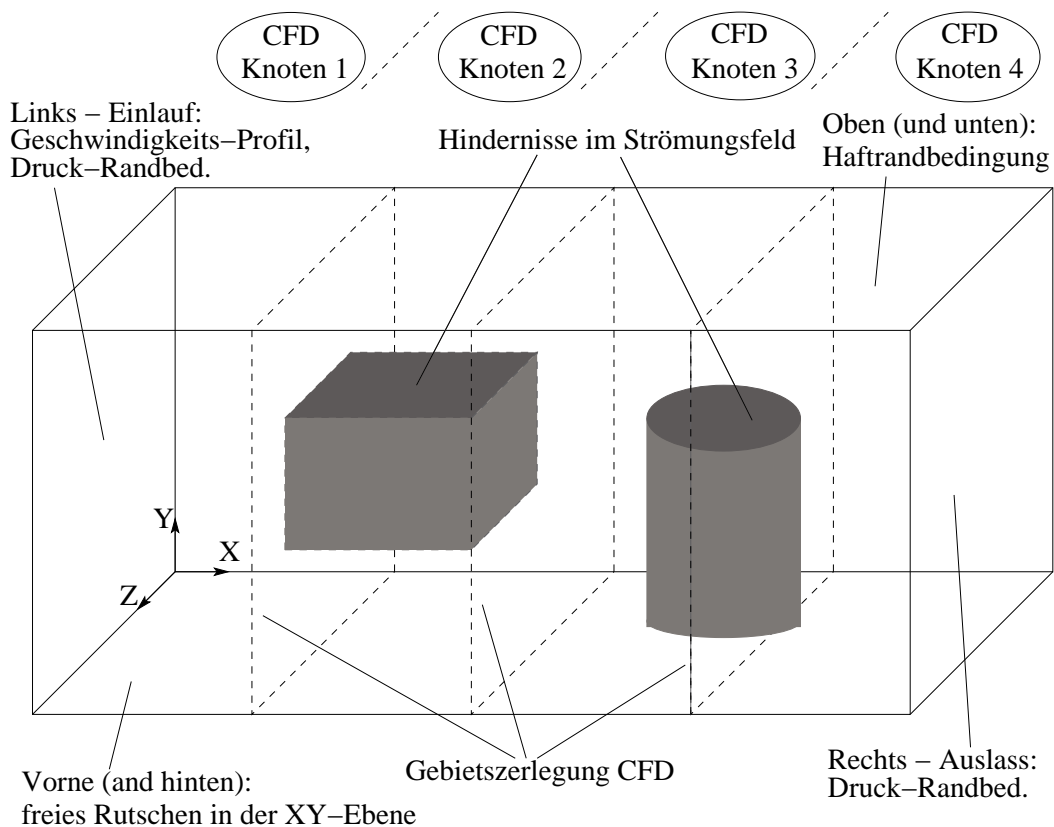 CFD
Knoten 1
CFD
Knoten 2
CFD
Knoten 3
CFD
Knoten 4
Links − Einlauf:
Geschwindigkeits−Profil,
Druck−Randbed.
Hindernisse im Strömungsfeld
Oben (und unten):
Haftrandbedingung
Y
X
Z
Vorne (and hinten):
freies Rutschen in der XY−Ebene
Gebietszerlegung CFD
Rechts − Auslass:
Druck−Randbed.